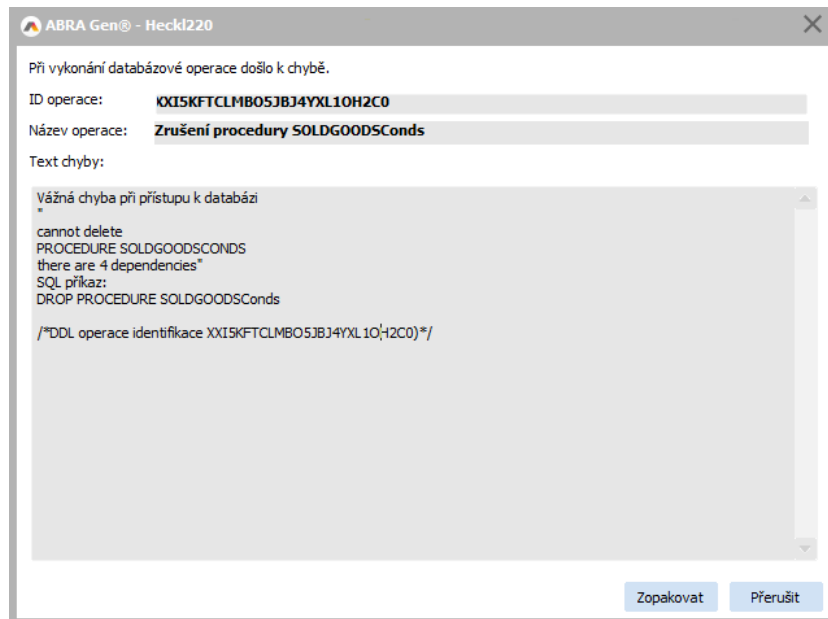 ABRA Gen® - Heckl220
Při vykonání databázové operace došlo k chybě.
ID operace: XXI5KFTCLMBO5JBJ4YXL1OH2C0
Název operace: Zrušení procedury SOLDGOODSConds
Text chyby:
Vážná chyba při přístupu k databázi
"
cannot delete
PROCEDURE SOLDGOODSCONDS
there are 4 dependencies"
SQL příkaz:
DROP PROCEDURE SOLDGOODSConds
/*DDL operace identifikace XXI5KFTCLMBO5JBJ4YXL1OH2C0)*/
Zopakovat Přerušit